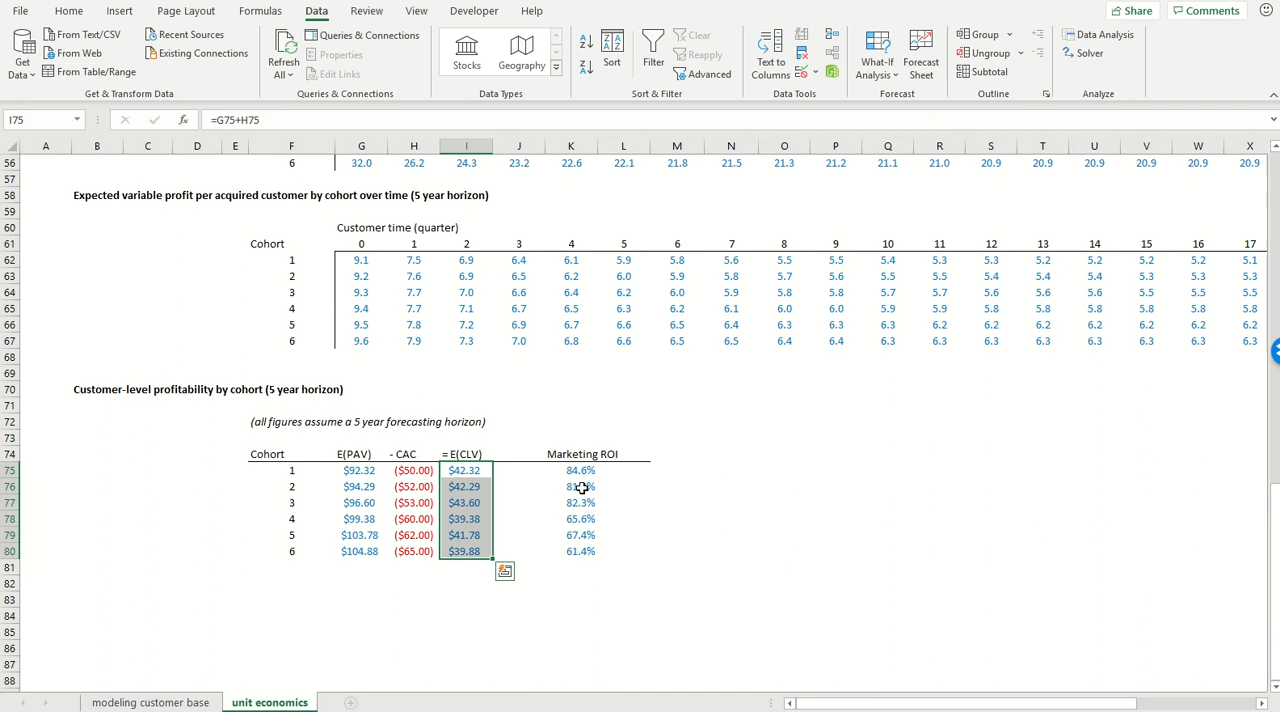 File Home Insert Page Layout Formulas Data Review View Developer Help Share Comments
Get Data From Text/CSV From Web From Table/Range Recent Sources Existing Connections Refresh All Queries & Connections Properties Edit Links Stocks Geography Sort Filter Clear Reapply Advanced Text to Columns What-If Analysis Forecast Sheet Group Ungroup Subtotal Data Analysis Solver
Get & Transform Data Queries & Connections Data Types Sort & Filter Data Tools Forecast Outline Analyze
I75 fx =G75+H75
A B C D E F G H I J K L M N O P Q R S T U V W X
56 6 32.0 26.2 24.3 23.2 22.6 22.1 21.8 21.5 21.3 21.2 21.1 21.0 20.9 20.9 20.9 20.9 20.9 20.9
57
58 Expected variable profit per acquired customer by cohort over time (5 year horizon)
59
60 Customer time (quarter)
61 Cohort 0 1 2 3 4 5 6 7 8 9 10 11 12 13 14 15 16 17
62 1 9.1 7.5 6.9 6.4 6.1 5.9 5.8 5.6 5.5 5.5 5.4 5.3 5.3 5.2 5.2 5.2 5.2 5.1
63 2 9.2 7.6 6.9 6.5 6.2 6.0 5.9 5.8 5.7 5.6 5.5 5.5 5.4 5.4 5.4 5.3 5.3 5.3
64 3 9.3 7.7 7.0 6.6 6.4 6.2 6.0 5.9 5.8 5.8 5.7 5.7 5.6 5.6 5.6 5.5 5.5 5.5
65 4 9.4 7.7 7.1 6.7 6.5 6.3 6.2 6.1 6.0 6.0 5.9 5.9 5.8 5.8 5.8 5.8 5.8 5.8
66 5 9.5 7.8 7.2 6.9 6.7 6.6 6.5 6.4 6.3 6.3 6.3 6.2 6.2 6.2 6.2 6.2 6.2 6.2
67 6 9.6 7.9 7.3 7.0 6.8 6.6 6.5 6.5 6.4 6.4 6.3 6.3 6.3 6.3 6.3 6.3 6.3 6.3
68
69
70 Customer-level profitability by cohort (5 year horizon)
71
72 (all figures assume a 5 year forecasting horizon)
73
74 Cohort E(PAV) - CAC = E(CLV) Marketing ROI
75 1 $92.32 ($50.00) $42.32 84.6%
76 2 $94.29 ($52.00) $42.29
77 3 $96.60 ($53.00) $43.60 82.3%
78 4 $99.38 ($60.00) $39.38 65.6%
79 5 $103.78 ($62.00) $41.78 67.4%
80 6 $104.88 ($65.00) $39.88 61.4%
81
82
83
84
85
86
87
88
modeling customer base unit economics